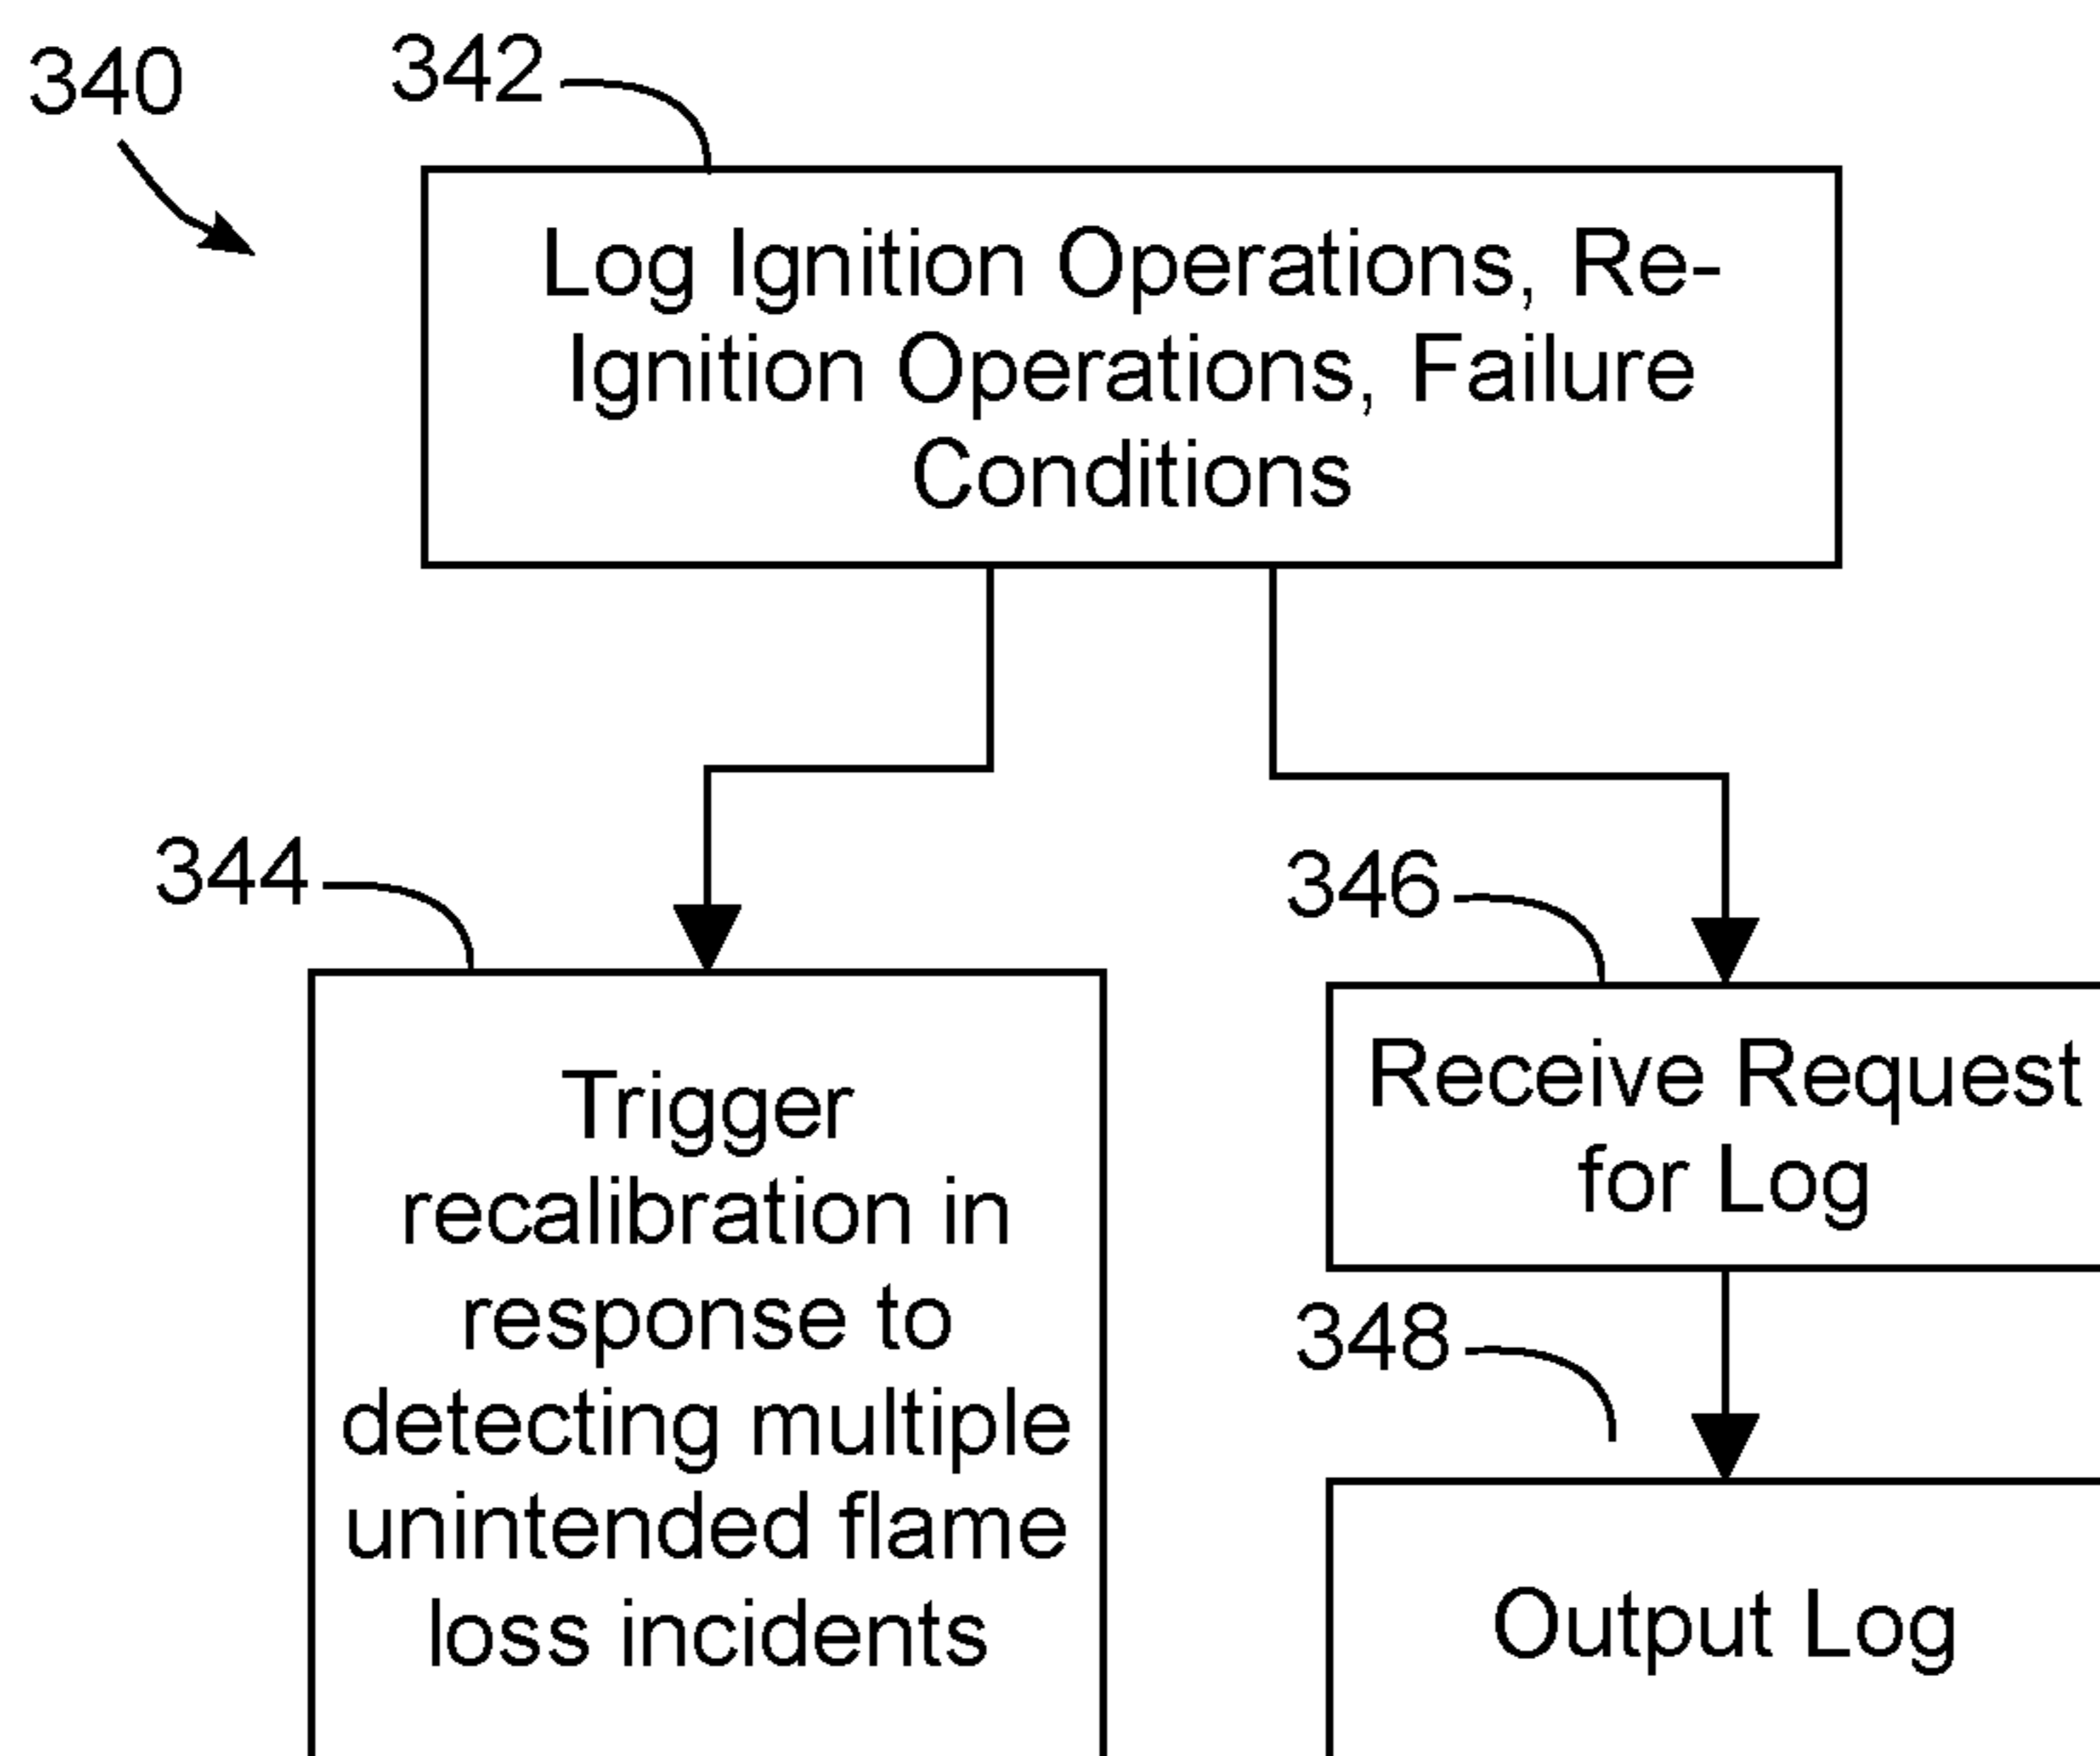 340
342
Log Ignition Operations, Re-
Ignition Operations, Failure
Conditions
344
Trigger
recalibration in
response to
detecting multiple
unintended flame
loss incidents
346
Receive Request
for Log
348
Output Log